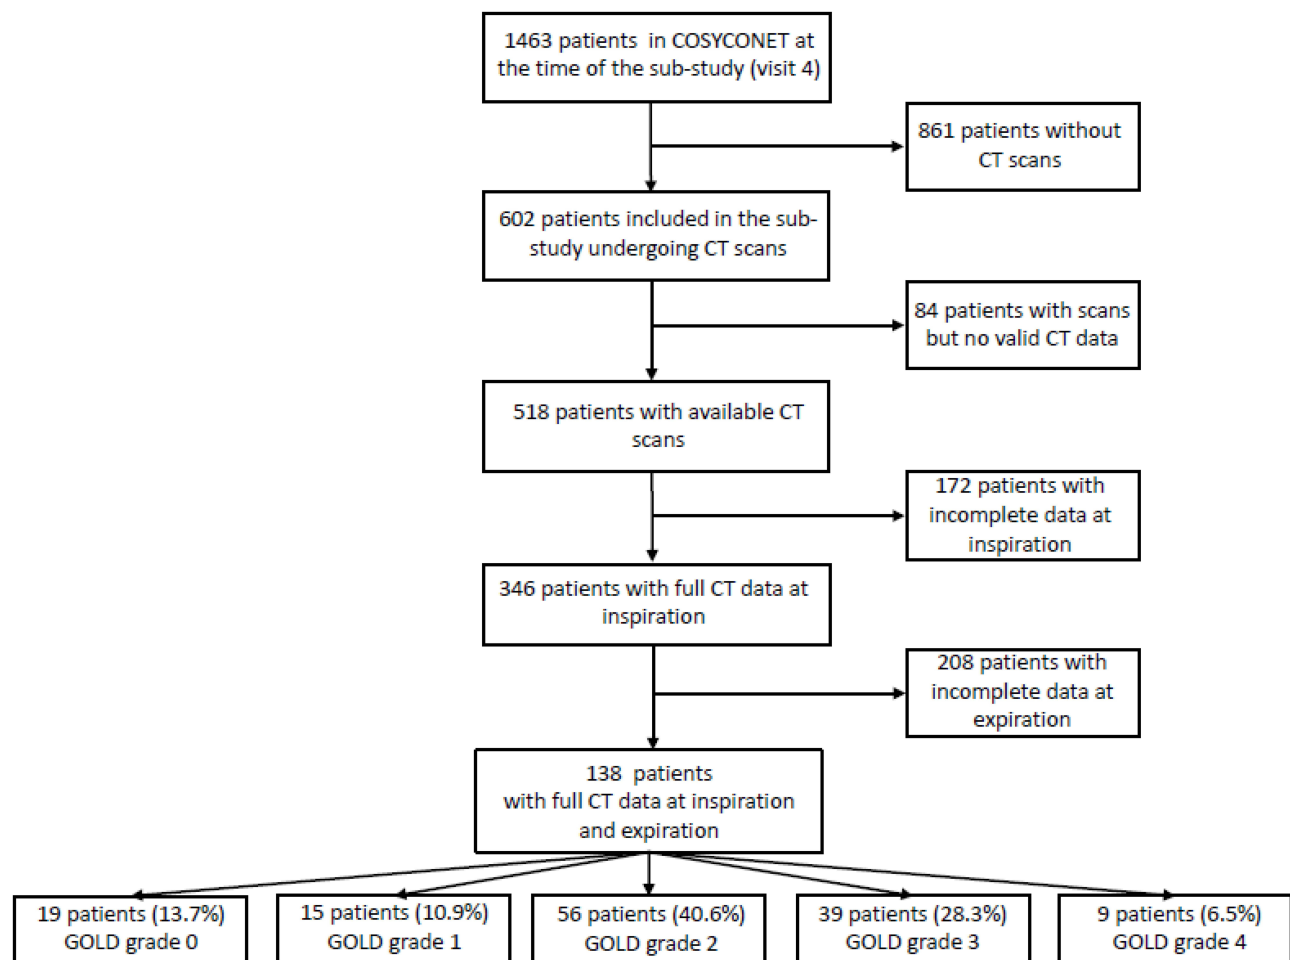 1463 patients in COSYCONET at
the time of the sub-study (visit 4)
861 patients without
CT scans
602 patients included in the sub-
study undergoing CT scans
84 patients with scans
but no valid CT data
518 patients with available CT
scans
172 patients with
incomplete data at
inspiration
346 patients with full CT data at
inspiration
208 patients with
incomplete data at
expiration
138 patients
with full CT data at inspiration
and expiration
19 patients (13.7%)
GOLD grade 0
15 patients (10.9%)
GOLD grade 1
56 patients (40.6%)
GOLD grade 2
39 patients (28.3%)
GOLD grade 3
9 patients (6.5%)
GOLD grade 4